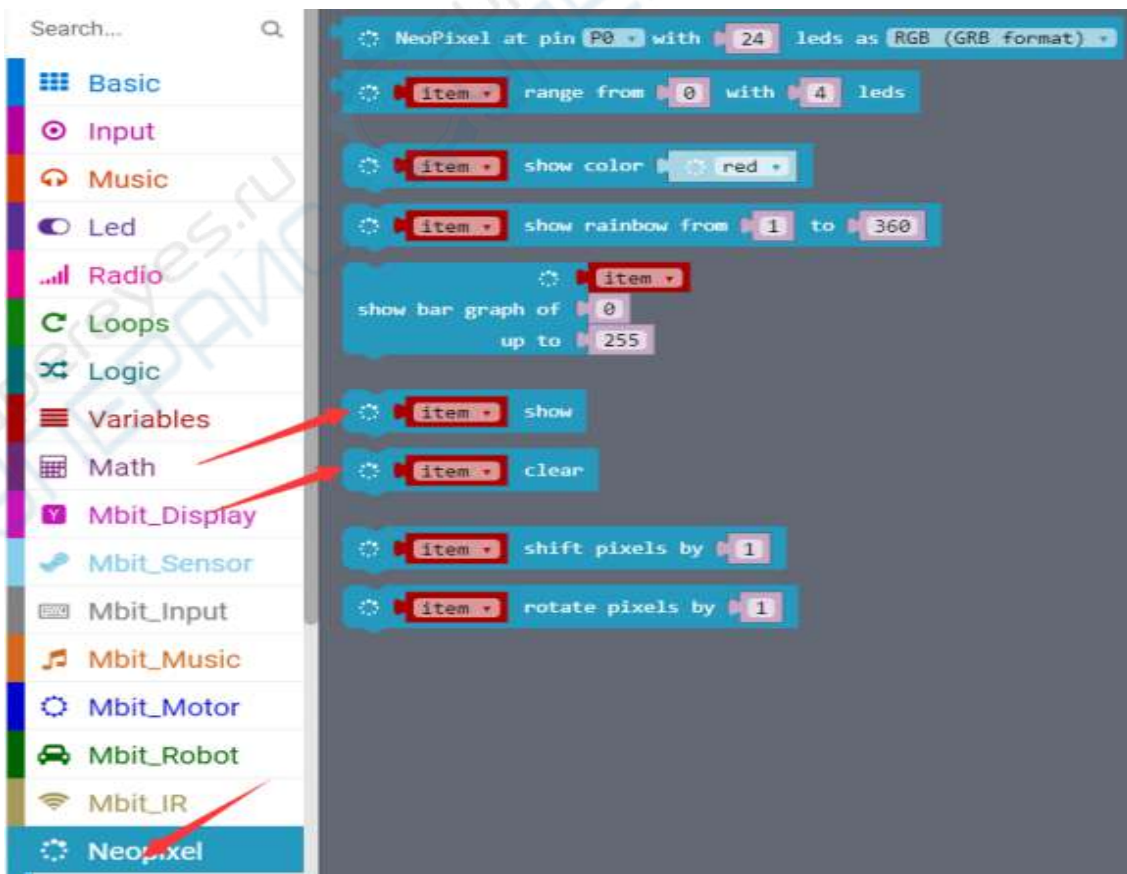 Search...
Basic
Input
Music
Led
Radio
Loops
Logic
Variables
Math
Mbit_Display
Mbit_Sensor
Mbit_Input
Mbit_Music
Mbit_Motor
Mbit_Robot
Mbit_IR
Neopixel
NeoPixel at pin P0 with 24 leds as RGB (GRB format)
item range from 0 with 4 leds
item show color red
item show rainbow from 1 to 360
item
show bar graph of 0
up to 255
item show
item clear
item shift pixels by 1
item rotate pixels by 1